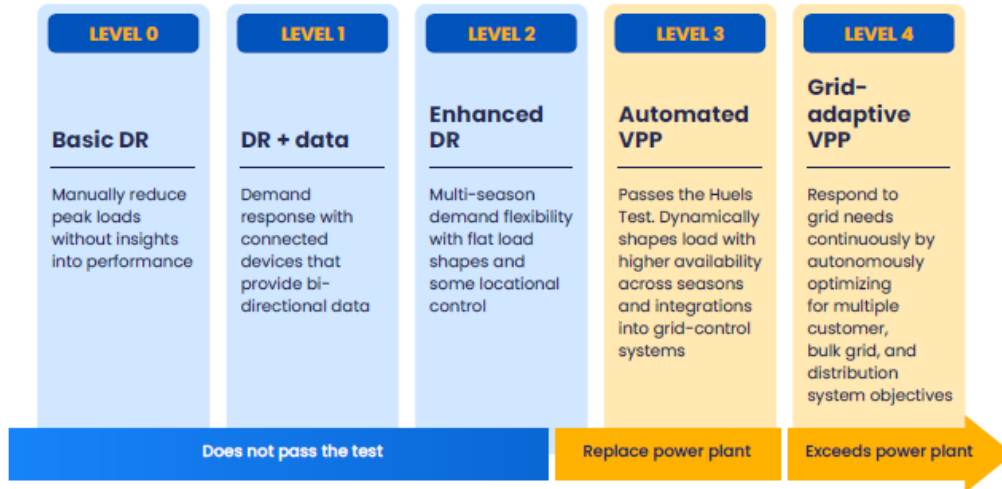 LEVEL 0
Basic DR
Manually reduce
peak loads
without insights
into performance
LEVEL 1
DR + data
Demand
response with
connected
devices that
provide bi-
directional data
LEVEL 2
Enhanced
DR
Multi-season
demand flexibility
with flat load
shapes and
some locational
control
LEVEL 3
Automated
VPP
Passes the Huels
Test. Dynamically
shapes load with
higher availability
across seasons
and integrations
into grid-control
systems
LEVEL 4
Grid-
adaptive
VPP
Respond to
grid needs
continuously by
autonomously
optimizing
for multiple
customer,
bulk grid, and
distribution
system objectives
Does not pass the test
Replace power plant
Exceeds power plant